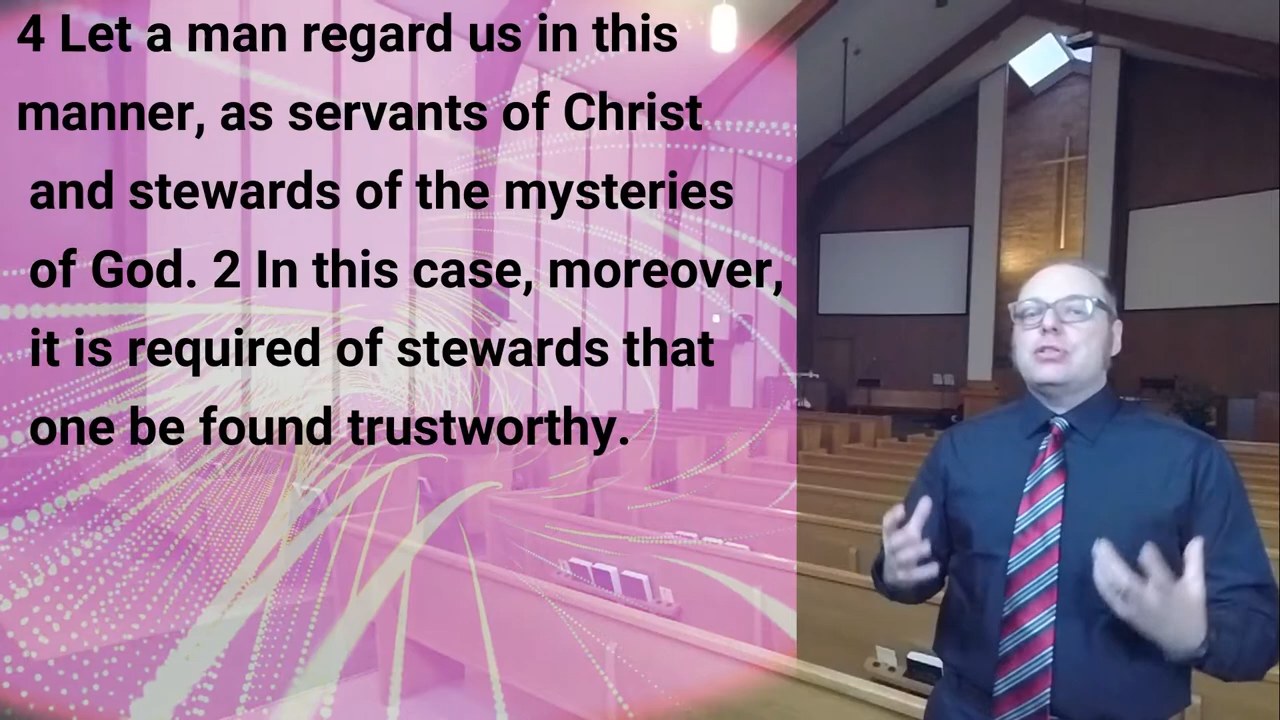 4 Let a man regard us in this
manner, as servants of Christ
and stewards of the mysteries
of God. 2 In this case, moreover,
it is required of stewards that
one be found trustworthy.